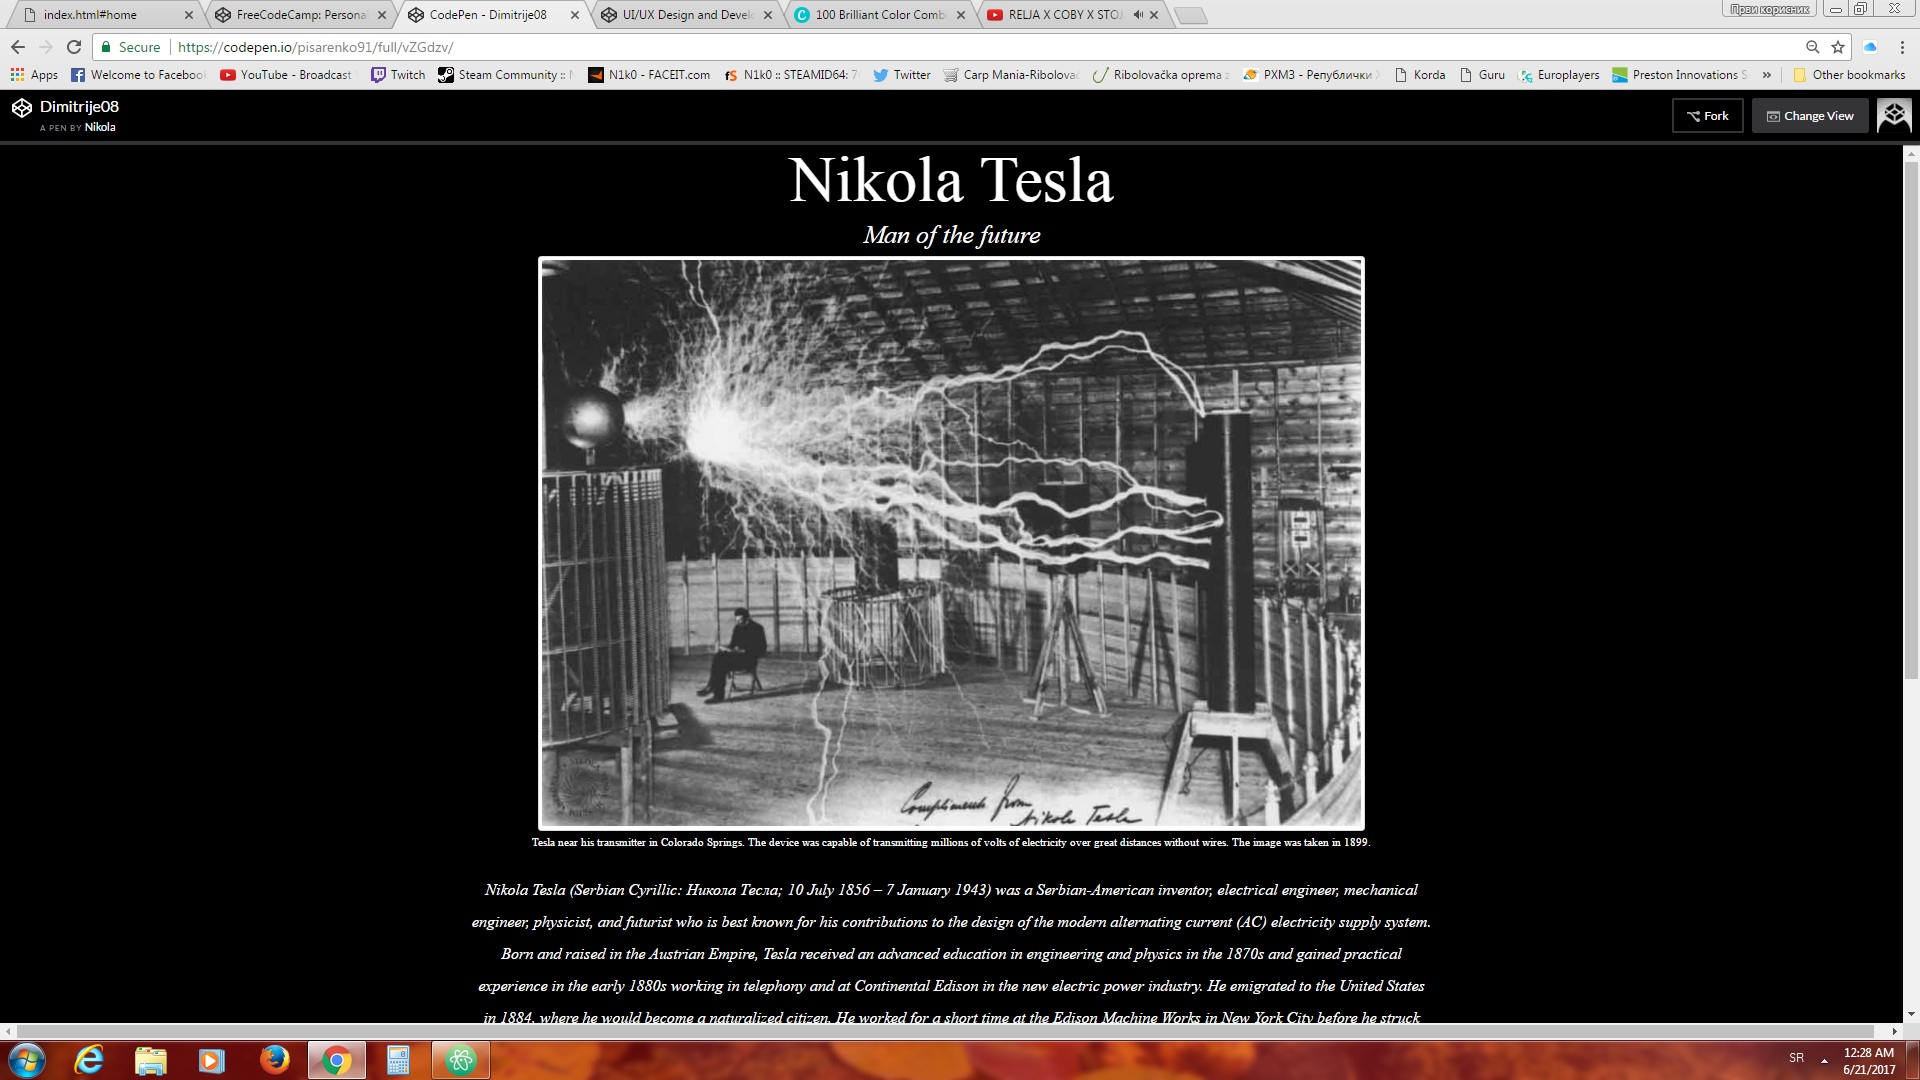 index.html#home
FreeCodeCamp: Persona
CodePen - Dimitrije08
UI/UX Design and Devel
100 Brilliant Color Comb
RELJA X COBY X STOJ
Први корисник
Secure
https://codepen.io/pisarenko91/full/vZGdzv/
Apps
Welcome to Facebook
YouTube - Broadcast
Twitch
Steam Community ::
N1k0 - FACEIT.com
N1k0 :: STEAMID64: 7
Twitter
Carp Mania-Ribolovač
Ribolovačka oprema
РХМЗ - Републички
Korda
Guru
Europlayers
Preston Innovations S
Other bookmarks
Dimitrije08
A PEN BY Nikola
Fork
Change View
Nikola Tesla
Man of the future
Compliments from
Nikola Tesla
Tesla near his transmitter in Colorado Springs. The device was capable of transmitting millions of volts of electricity over great distances without wires. The image was taken in 1899.
Nikola Tesla (Serbian Cyrillic: Никола Тесла; 10 July 1856 – 7 January 1943) was a Serbian-American inventor, electrical engineer, mechanical
engineer, physicist, and futurist who is best known for his contributions to the design of the modern alternating current (AC) electricity supply system.
Born and raised in the Austrian Empire, Tesla received an advanced education in engineering and physics in the 1870s and gained practical
experience in the early 1880s working in telephony and at Continental Edison in the new electric power industry. He emigrated to the United States
in 1884, where he would become a naturalized citizen. He worked for a short time at the Edison Machine Works in New York City before he struck
SR
12:28 AM
6/21/2017